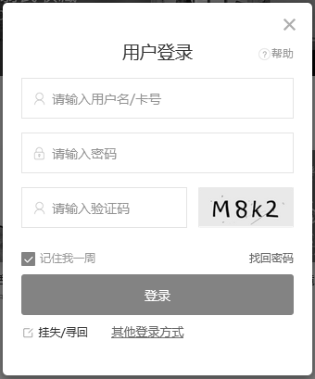 用户登录
帮助
请输入用户名/卡号
请输入密码
请输入验证码
M8k2
记住我一周
找回密码
登录
挂失/寻回 其他登录方式